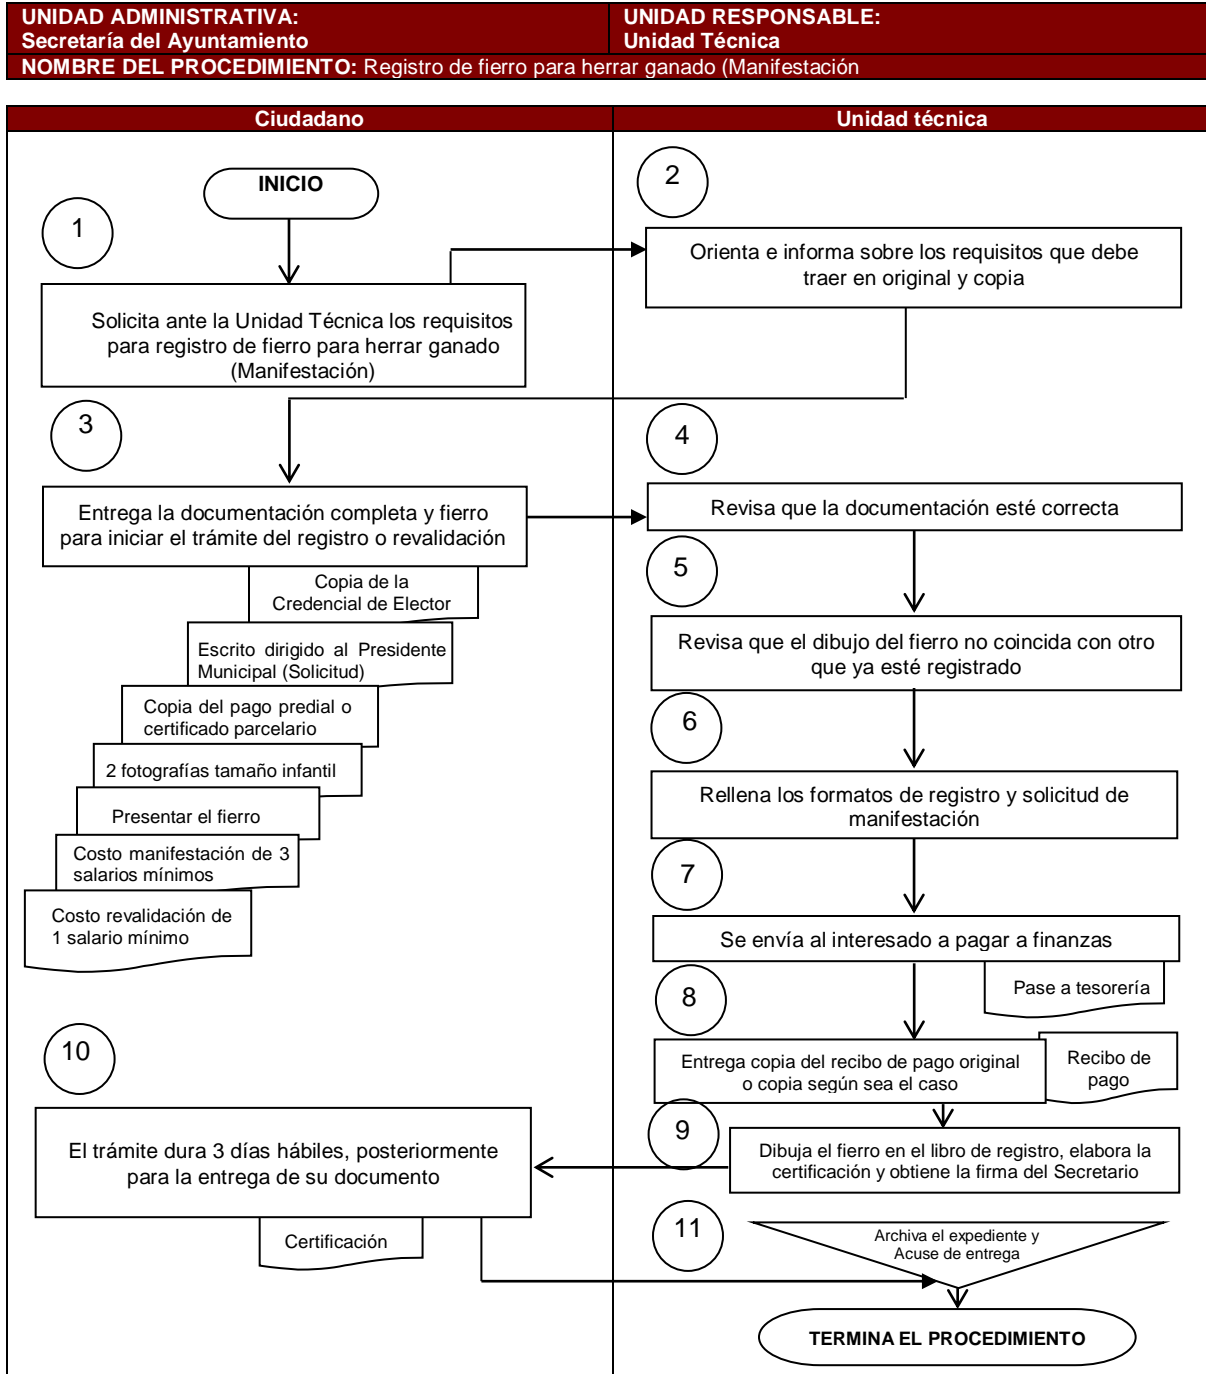 UNIDAD ADMINISTRATIVA:
Secretaría del Ayuntamiento
UNIDAD RESPONSABLE:
Unidad Técnica
NOMBRE DEL PROCEDIMIENTO: Registro de fierro para herrar ganado (Manifestación
Ciudadano
Unidad técnica
INICIO
1
Solicita ante la Unidad Técnica los requisitos
para registro de fierro para herrar ganado
(Manifestación)
2
Orienta e informa sobre los requisitos que debe
traer en original y copia
3
Entrega la documentación completa y fierro
para iniciar el trámite del registro o revalidación
Copia de la
Credencial de Elector
Escrito dirigido al Presidente
Municipal (Solicitud)
Copia del pago predial o
certificado parcelario
2 fotografías tamaño infantil
Presentar el fierro
Costo manifestación de 3
salarios mínimos
Costo revalidación de
1 salario mínimo
4
Revisa que la documentación esté correcta
5
Revisa que el dibujo del fierro no coincida con otro
que ya esté registrado
6
Rellena los formatos de registro y solicitud de
manifestación
7
Se envía al interesado a pagar a finanzas
Pase a tesorería
8
Entrega copia del recibo de pago original
o copia según sea el caso
Recibo de
pago
9
Dibuja el fierro en el libro de registro, elabora la
certificación y obtiene la firma del Secretario
10
El trámite dura 3 días hábiles, posteriormente
para la entrega de su documento
Certificación
11
Archiva el expediente y
Acuse de entrega
TERMINA EL PROCEDIMIENTO